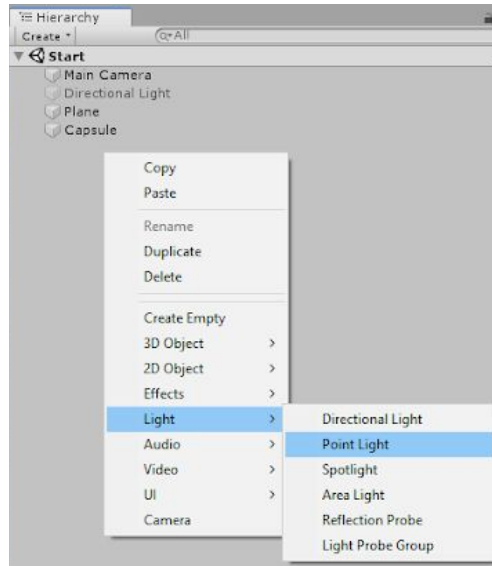 Hierarchy
Create All
Start
Main Camera
Directional Light
Plane
Capsule
Copy
Paste
Rename
Duplicate
Delete
Create Empty
3D Object
2D Object
Effects
Light
Audio
Video
UI
Camera
Directional Light
Point Light
Spotlight
Area Light
Reflection Probe
Light Probe Group